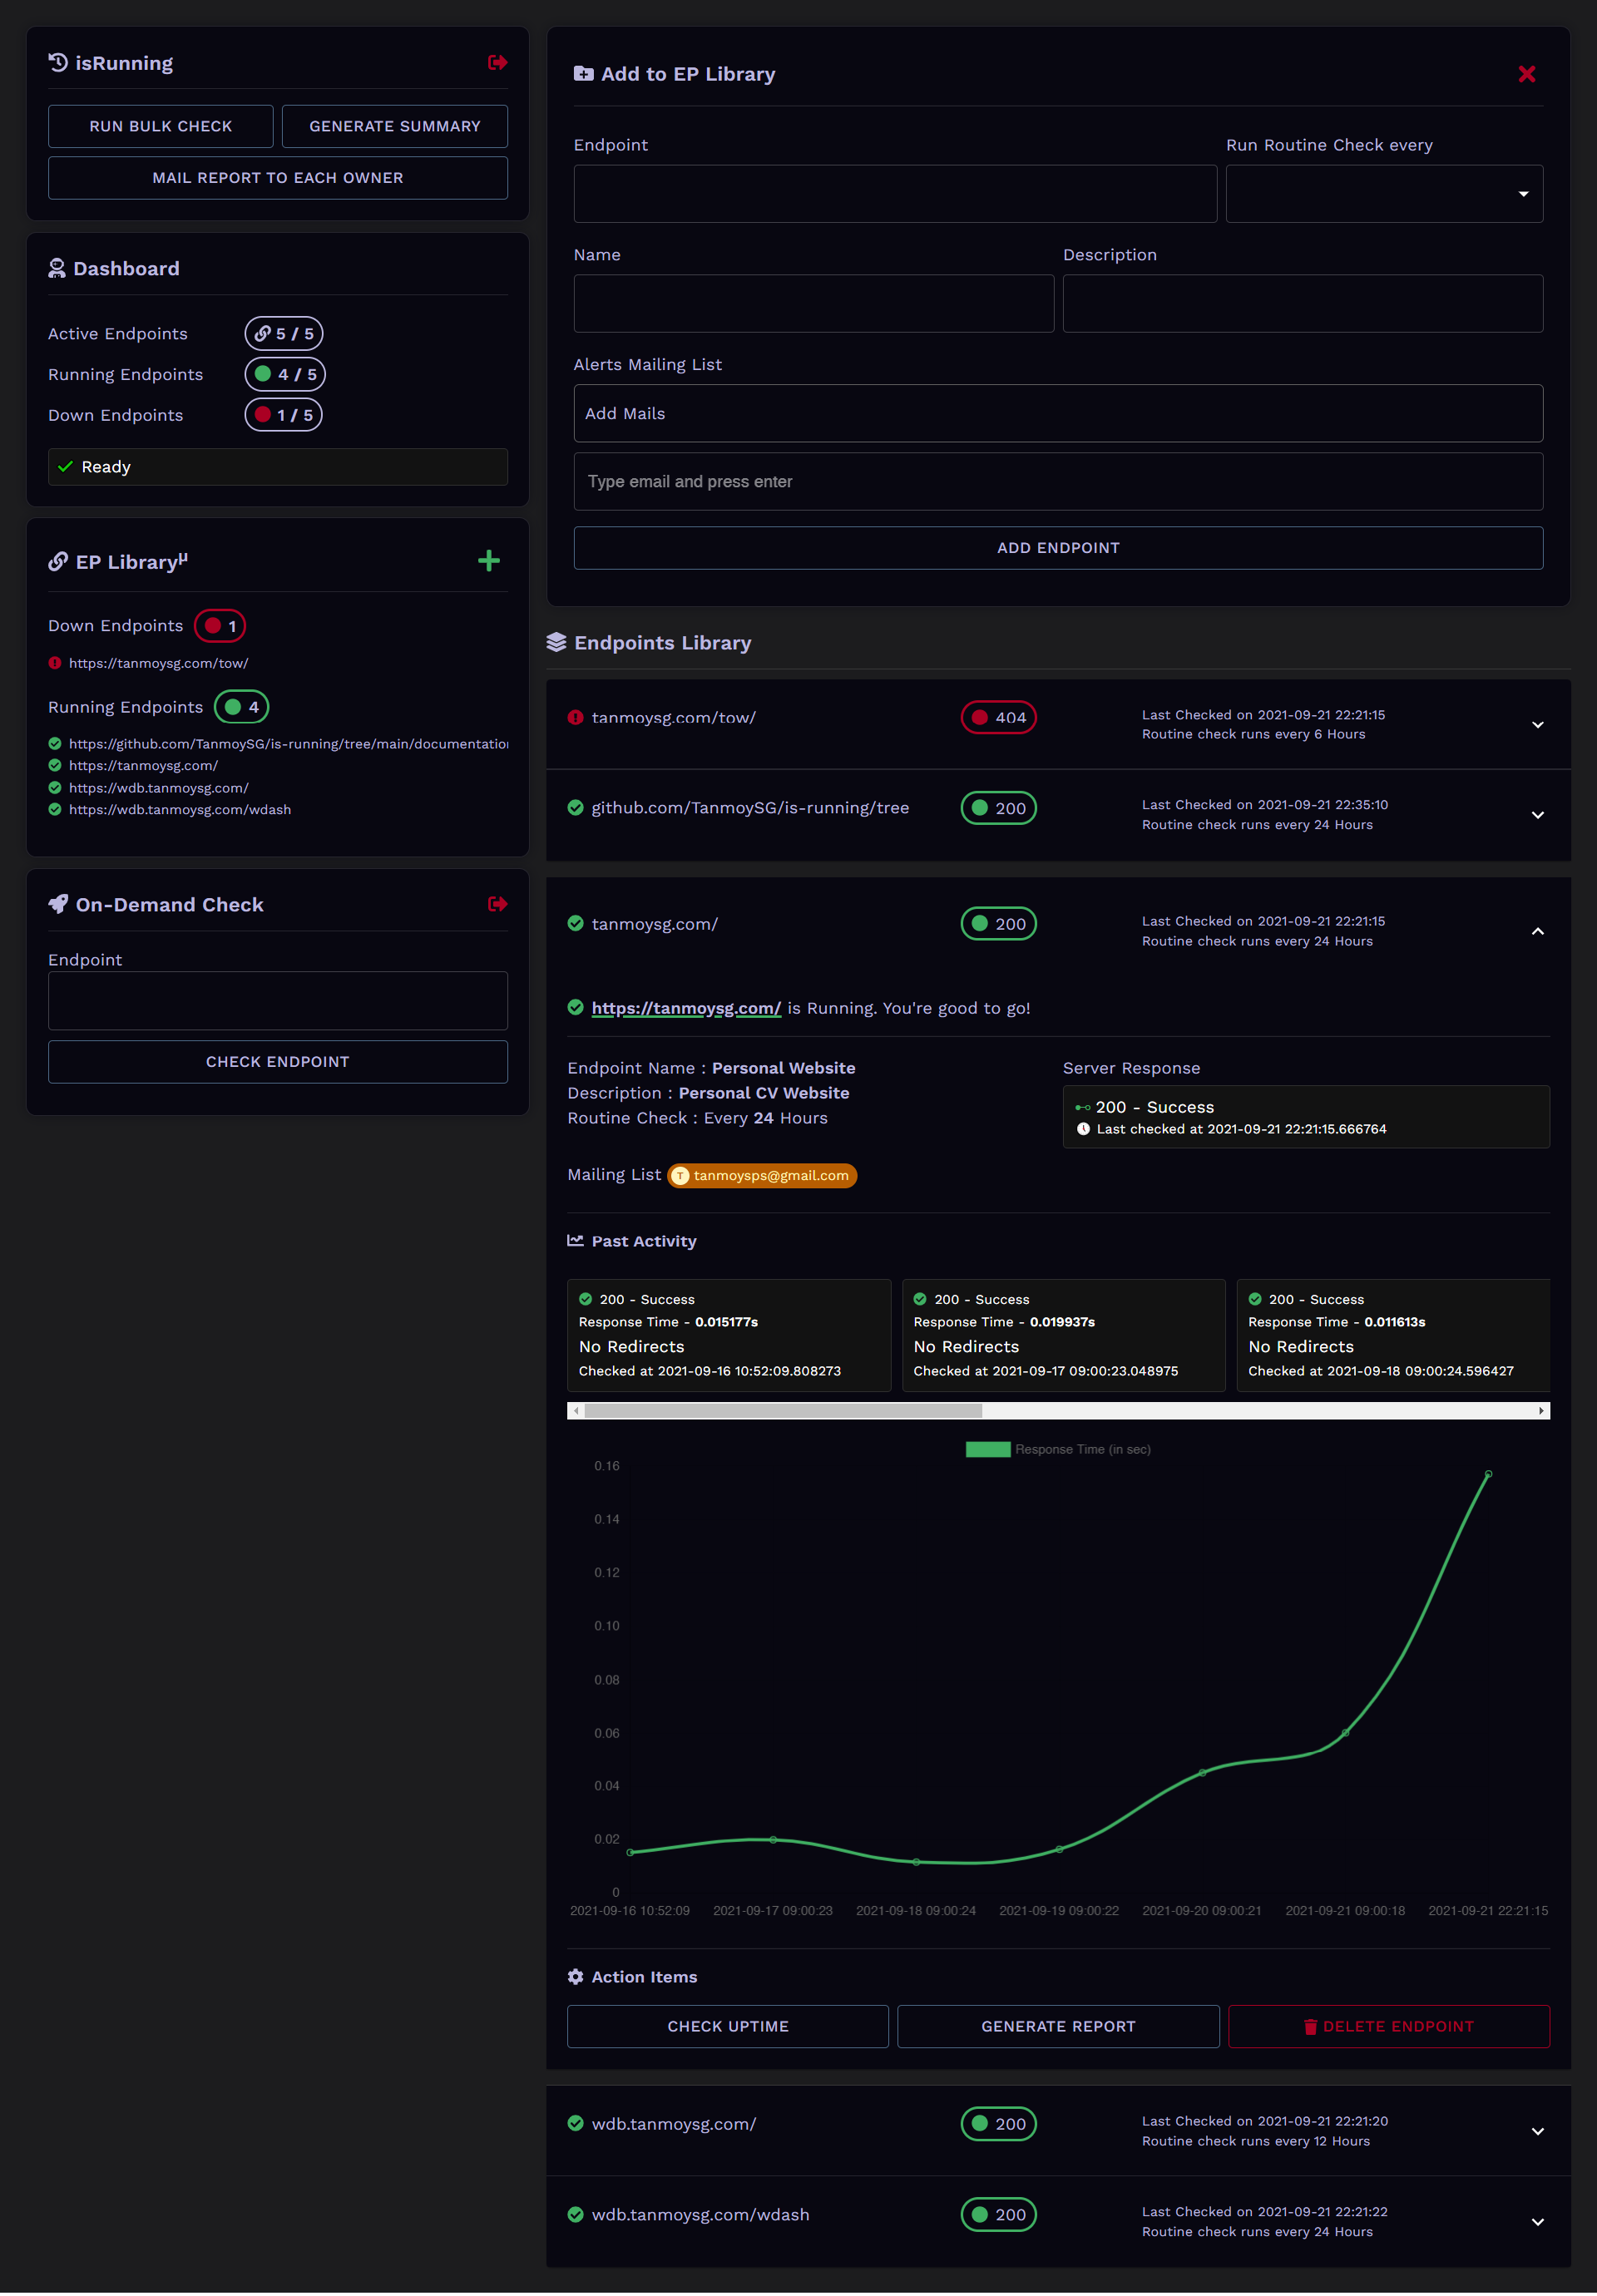 isRunning
RUN BULK CHECK
GENERATE SUMMARY
MAIL REPORT TO EACH OWNER
Dashboard
Active Endpoints 5 / 5
Running Endpoints 4 / 5
Down Endpoints 1 / 5
Ready
EP Libraryµ
Down Endpoints 1
https://tanmoysg.com/tow/
Running Endpoints 4
https://github.com/TanmoySG/is-running/tree/main/documentation
https://tanmoysg.com/
https://wdb.tanmoysg.com/
https://wdb.tanmoysg.com/wdash
On-Demand Check
Endpoint
CHECK ENDPOINT
Add to EP Library
Endpoint
Run Routine Check every
Name
Description
Alerts Mailing List
Add Mails
Type email and press enter
ADD ENDPOINT
Endpoints Library
tanmoysg.com/tow/
404
Last Checked on 2021-09-21 22:21:15
Routine check runs every 6 Hours
github.com/TanmoySG/is-running/tree
200
Last Checked on 2021-09-21 22:35:10
Routine check runs every 24 Hours
tanmoysg.com/
200
Last Checked on 2021-09-21 22:21:15
Routine check runs every 24 Hours
https://tanmoysg.com/ is Running. You're good to go!
Endpoint Name : Personal Website
Description : Personal CV Website
Routine Check : Every 24 Hours
Server Response
200 - Success
Last checked at 2021-09-21 22:21:15.666764
Mailing List T tanmoysps@gmail.com
Past Activity
200 - Success
Response Time - 0.015177s
No Redirects
Checked at 2021-09-16 10:52:09.808273
200 - Success
Response Time - 0.019937s
No Redirects
Checked at 2021-09-17 09:00:23.048975
200 - Success
Response Time - 0.011613s
No Redirects
Checked at 2021-09-18 09:00:24.596427
Response Time (in sec)
0.16
0.14
0.12
0.10
0.08
0.06
0.04
0.02
0
2021-09-16 10:52:09
2021-09-17 09:00:23
2021-09-18 09:00:24
2021-09-19 09:00:22
2021-09-20 09:00:21
2021-09-21 09:00:18
2021-09-21 22:21:15
Action Items
CHECK UPTIME
GENERATE REPORT
DELETE ENDPOINT
wdb.tanmoysg.com/
200
Last Checked on 2021-09-21 22:21:20
Routine check runs every 12 Hours
wdb.tanmoysg.com/wdash
200
Last Checked on 2021-09-21 22:21:22
Routine check runs every 24 Hours